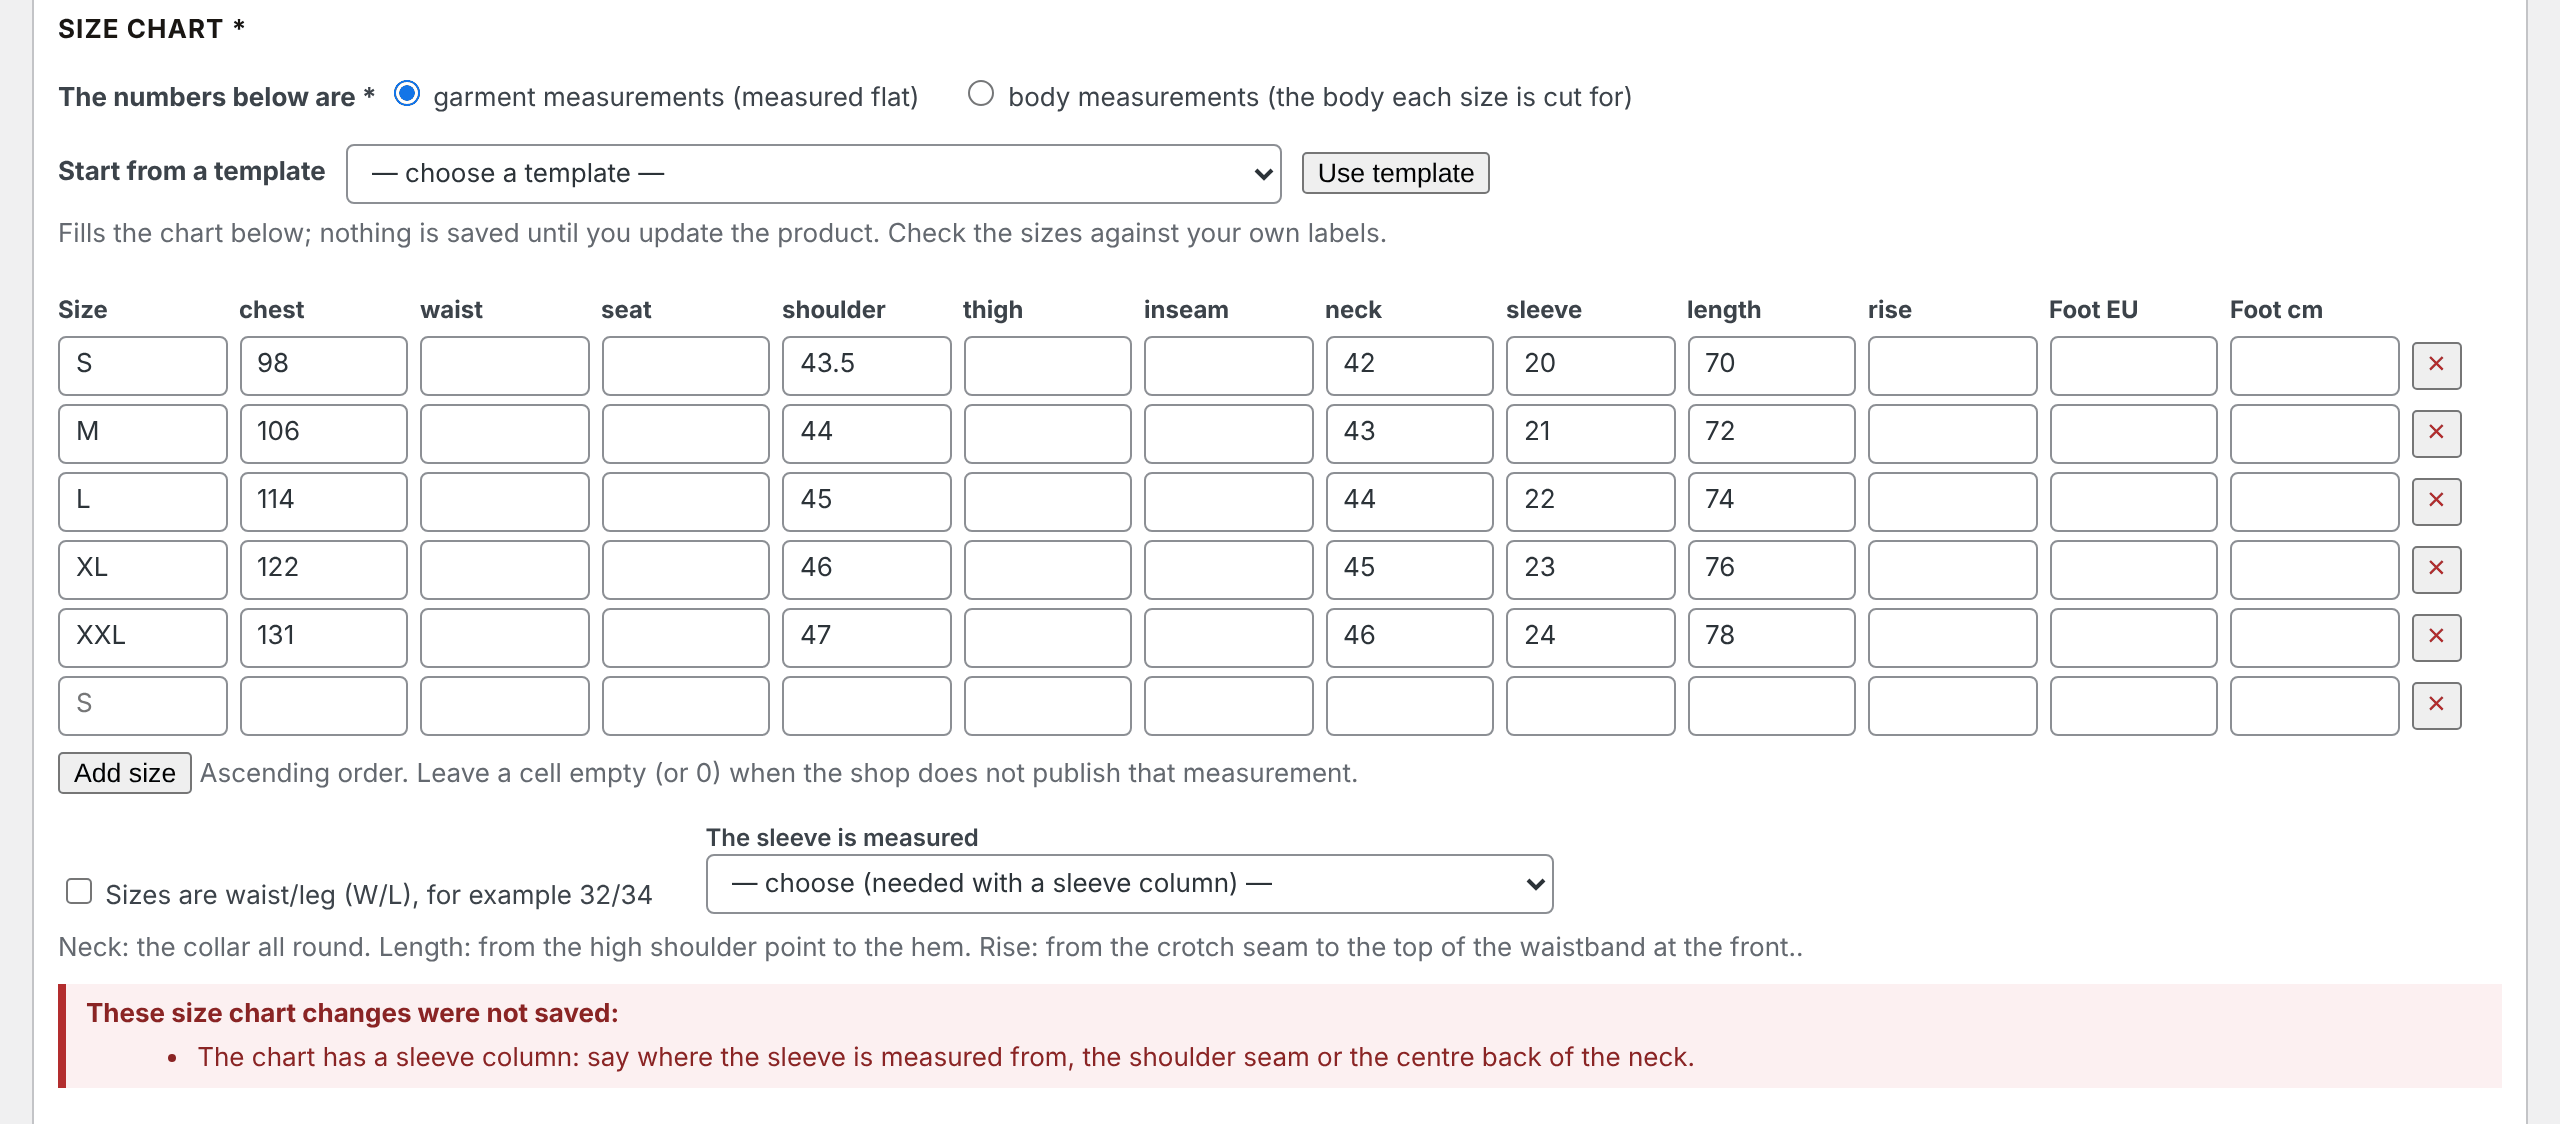 SIZE CHART *
The numbers below are * garment measurements (measured flat) body measurements (the body each size is cut for)
Start from a template — choose a template — Use template
Fills the chart below; nothing is saved until you update the product. Check the sizes against your own labels.
Size chest waist seat shoulder thigh inseam neck sleeve length rise Foot EU Foot cm
S 98 43.5 42 20 70 ×
M 106 44 43 21 72 ×
L 114 45 44 22 74 ×
XL 122 46 45 23 76 ×
XXL 131 47 46 24 78 ×
S ×
Add size Ascending order. Leave a cell empty (or 0) when the shop does not publish that measurement.
The sleeve is measured
Sizes are waist/leg (W/L), for example 32/34 — choose (needed with a sleeve column) —
Neck: the collar all round. Length: from the high shoulder point to the hem. Rise: from the crotch seam to the top of the waistband at the front..
These size chart changes were not saved:
• The chart has a sleeve column: say where the sleeve is measured from, the shoulder seam or the centre back of the neck.